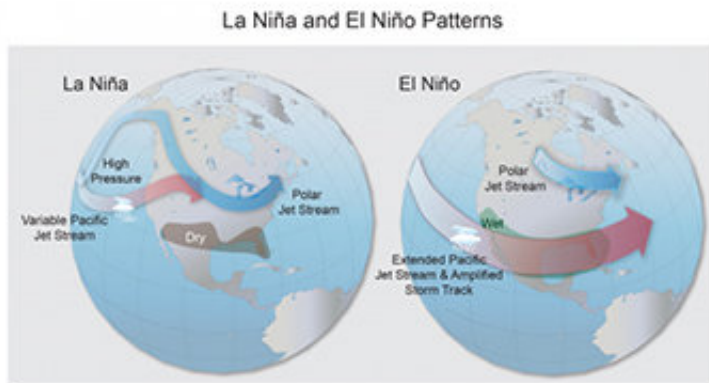 La Niña and El Niño Patterns
La Niña
High
Pressure
Variable Pacific
Jet Stream
Polar
Jet Stream
Dry
El Niño
Polar
Jet Stream
Wet
Extended Pacific
Jet Stream & Amplified
Storm Track